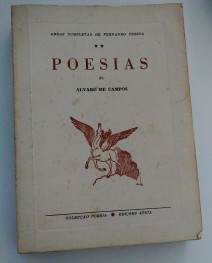 OBRAS COMPLETAS DE FERNANDO PESSOA
**
POESIAS
DE
ALVARO DE CAMPOS
COLECÇÃO POESIA • EDIÇÕES ÁTICA